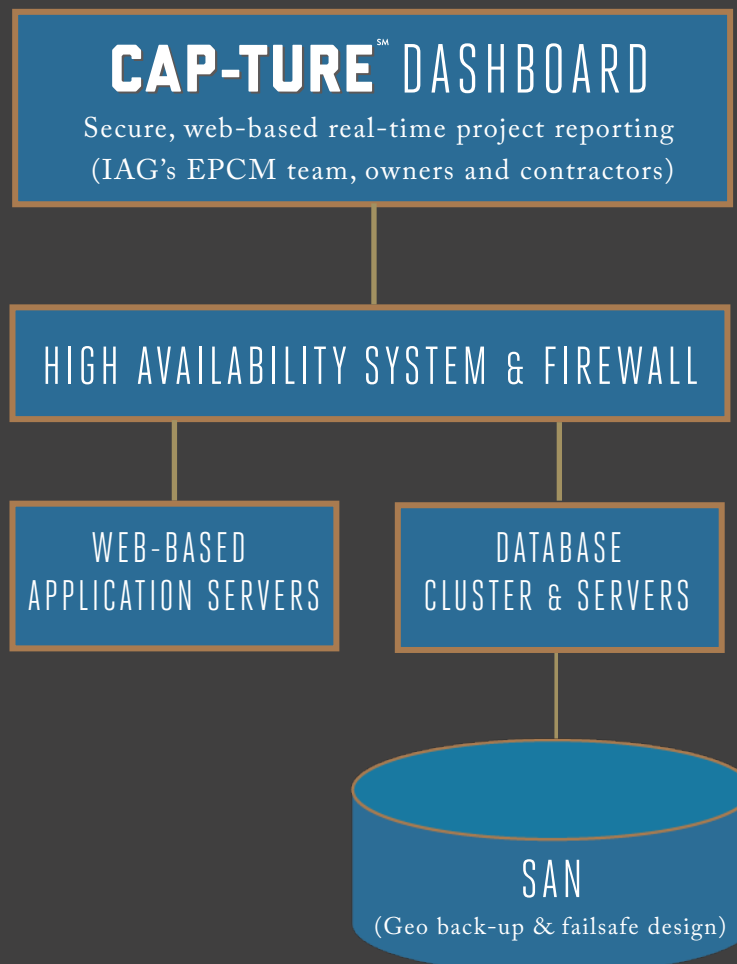 CAP-TURE℠ DASHBOARD
Secure, web-based real-time project reporting
(IAG's EPCM team, owners and contractors)
HIGH AVAILABILITY SYSTEM & FIREWALL
WEB-BASED
APPLICATION SERVERS
DATABASE
CLUSTER & SERVERS
SAN
(Geo back-up & failsafe design)